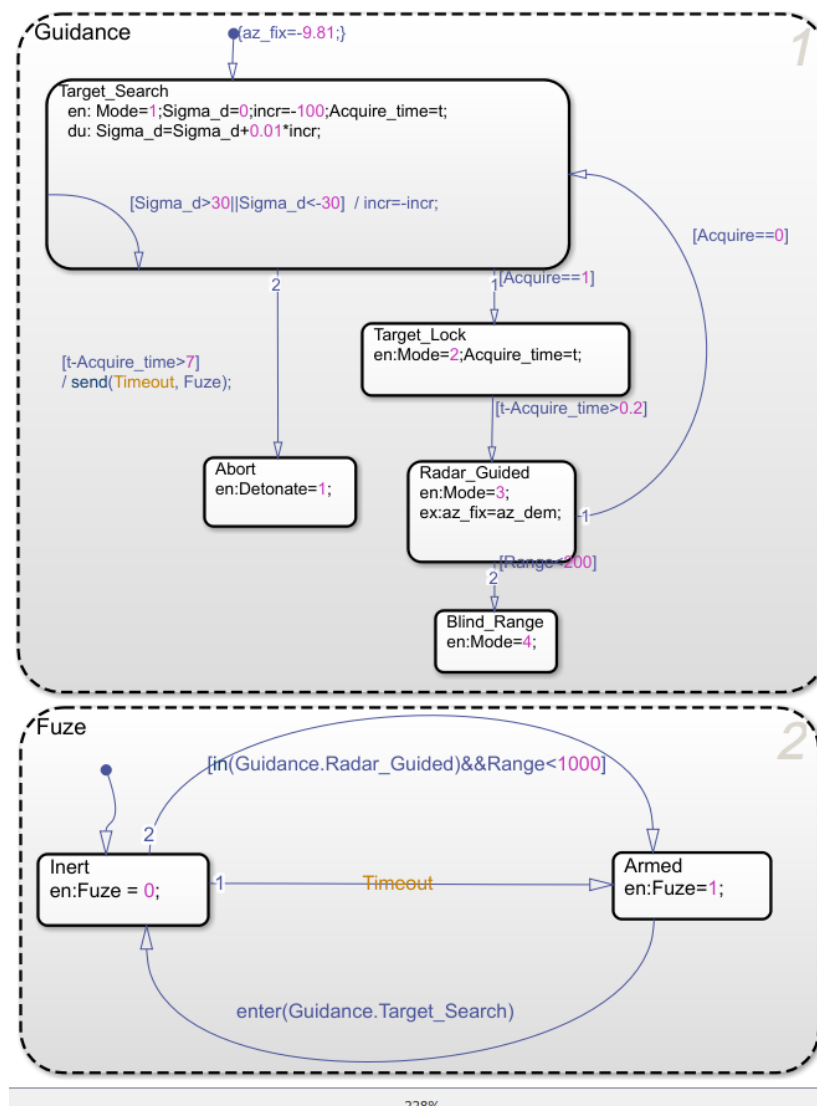 Guidance
1
{az_fix=-9.81;}
Target_Search
en: Mode=1;Sigma_d=0;incr=-100;Acquire_time=t;
du: Sigma_d=Sigma_d+0.01*incr;
[Sigma_d>30||Sigma_d<-30] / incr=-incr;
[Acquire==0]
2
1
[Acquire==1]
Target_Lock
en:Mode=2;Acquire_time=t;
[t-Acquire_time>7]
/ send(Timeout, Fuze);
[t-Acquire_time>0.2]
Abort
en:Detonate=1;
Radar_Guided
en:Mode=3;
ex:az_fix=az_dem;
1
[Range<200]
2
Blind_Range
en:Mode=4;
Fuze
2
[in(Guidance.Radar_Guided)&&Range<1000]
2
Inert
en:Fuze = 0;
1
Timeout
Armed
en:Fuze=1;
enter(Guidance.Target_Search)
228%